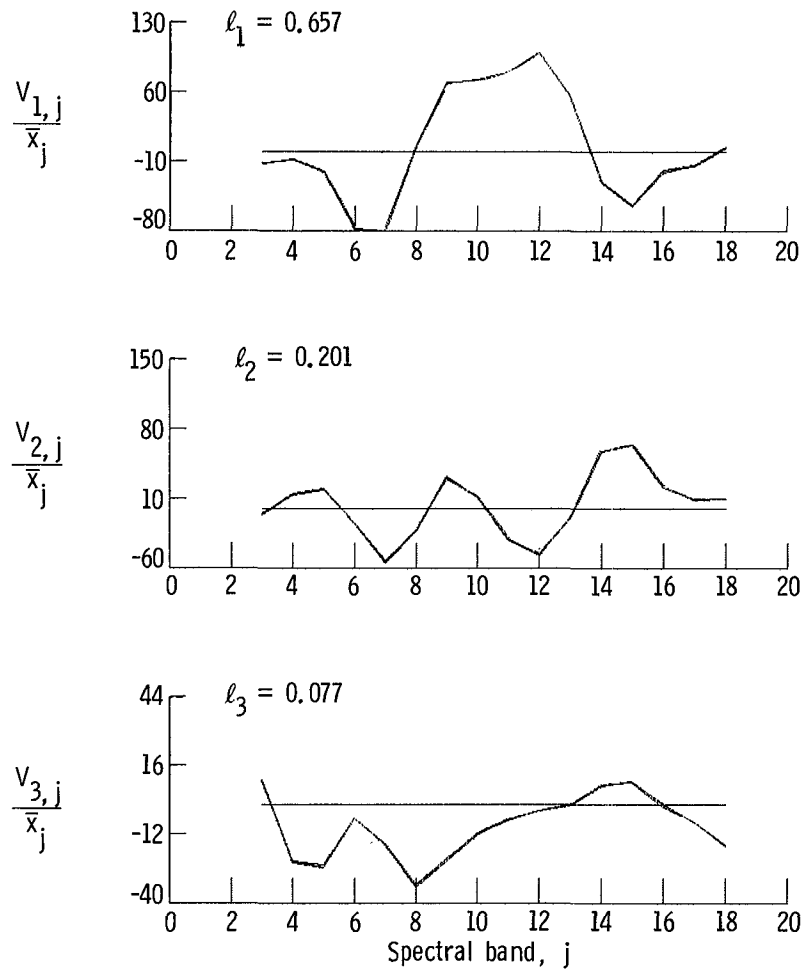 ℓ1 = 0.657
130
60
-10
-80
V1, j
x̄j
0 2 4 6 8 10 12 14 16 18 20
ℓ2 = 0.201
150
80
10
-60
V2, j
x̄j
0 2 4 6 8 10 12 14 16 18 20
ℓ3 = 0.077
44
16
-12
-40
V3, j
x̄j
0 2 4 6 8 10 12 14 16 18 20
Spectral band, j